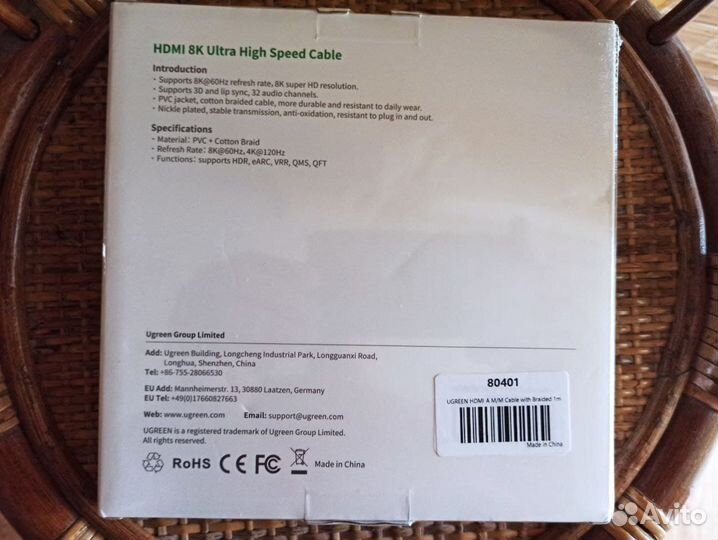 HDMI 8K Ultra High Speed Cable
Introduction
· Supports 8K@60Hz refresh rate, 8K super HD resolution.
· Supports 3D and lip sync, 32 audio channels.
· PVC jacket, cotton braided cable, more durable and resistant to daily wear.
· Nickle plated, stable transmission, anti-oxidation, resistant to plug in and out.
Specifications
· Material: PVC + Cotton Braid
· Refresh Rate: 8K@60Hz, 4K@120Hz
· Functions: supports HDR, eARC, VRR, QMS, QFT
Ugreen Group Limited
Add: Ugreen Building, Longcheng Industrial Park, Longguanxi Road,
Longhua, Shenzhen, China
Tel: +86-755-28066530
EU Add: Mannheimerstr. 13, 30880 Laatzen, Germany
EU Tel: +49(0)17660827663
Web: www.ugreen.com Email: support@ugreen.com
UGREEN is a registered trademark of Ugreen Group Limited.
All rights reserved.
RoHS CE FC Made in China
80401
UGREEN HDMI A M/M Cable with Braided 1m
Made in China
Avito